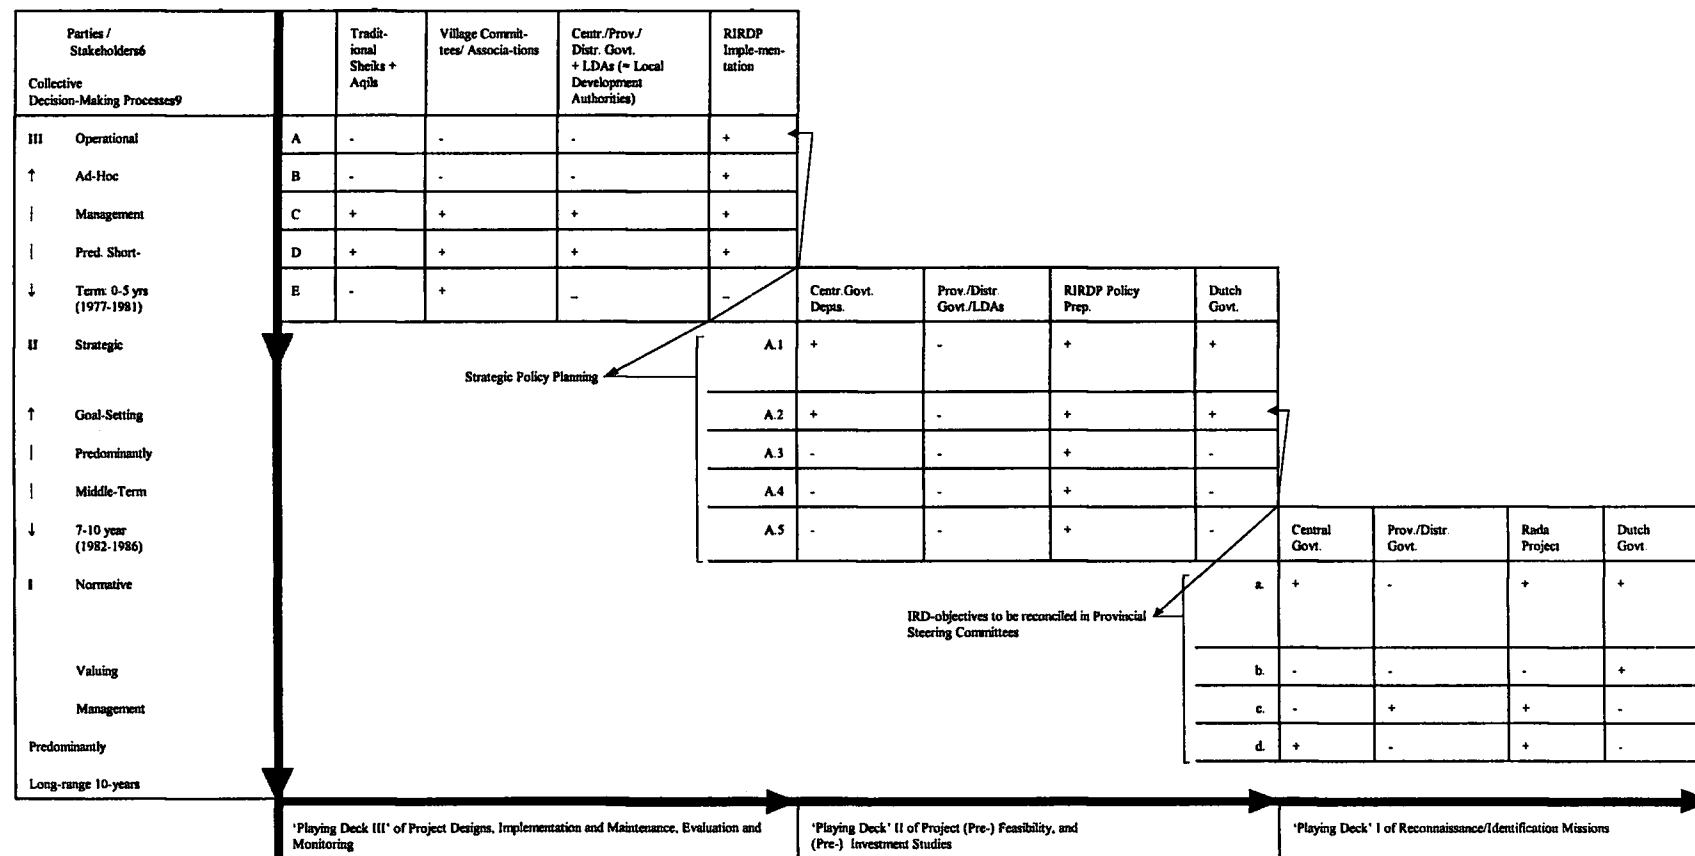 Parties /
Stakeholders6
Collective
Decision-Making Processes9
Tradit-
ional
Sheiks +
Aqils
Village Commit-
tees/ Associa-tions
Centr./Prov./
Distr. Govt.
+ LDAs (= Local
Development
Authorities)
RIRDP
Imple-men-
tation
III Operational A - - - +
↑ Ad-Hoc B - - - +
| Management C + + + +
| Pred. Short- D + + + +
↓ Term: 0-5 yrs E - + - -
(1977-1981)
Centr.Govt.
Depts.
Prov./Distr
Govt./LDAs
RIRDP Policy
Prep.
Dutch
Govt.
II Strategic A.1 + - + +
Strategic Policy Planning
↑ Goal-Setting A.2 + - + +
| Predominantly A.3 - - + -
| Middle-Term A.4 - - + -
↓ 7-10 year A.5 - - + -
(1982-1986)
Central
Govt.
Prov./Distr
Govt.
Rada
Project
Dutch
Govt
I Normative a. + - + +
IRD-objectives to be reconciled in Provincial
Steering Committees
Valuing b. - - - +
Management c. - + + -
Predominantly d. + - + -
Long-range 10-years
'Playing Deck III' of Project Designs, Implementation and Maintenance, Evaluation and
Monitoring
'Playing Deck' II of Project (Pre-) Feasibility, and
(Pre-) Investment Studies
'Playing Deck' I of Reconnaissance/Identification Missions